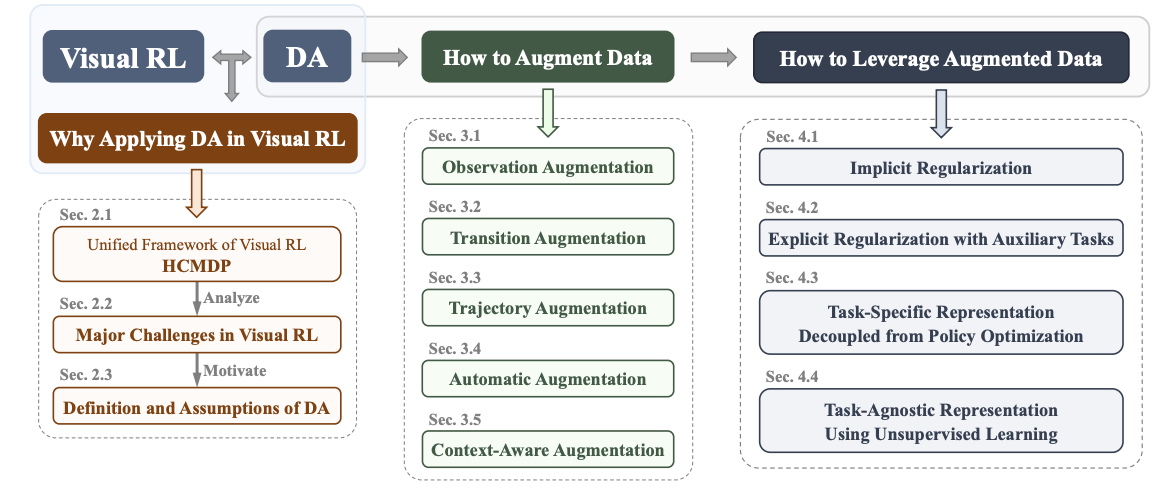 Visual RL
DA
How to Augment Data
How to Leverage Augmented Data
Why Applying DA in Visual RL
Sec. 2.1
Unified Framework of Visual RL
HCMDP
Analyze
Sec. 2.2
Major Challenges in Visual RL
Motivate
Sec. 2.3
Definition and Assumptions of DA
Sec. 3.1
Observation Augmentation
Sec. 3.2
Transition Augmentation
Sec. 3.3
Trajectory Augmentation
Sec. 3.4
Automatic Augmentation
Sec. 3.5
Context-Aware Augmentation
Sec. 4.1
Implicit Regularization
Sec. 4.2
Explicit Regularization with Auxiliary Tasks
Sec. 4.3
Task-Specific Representation
Decoupled from Policy Optimization
Sec. 4.4
Task-Agnostic Representation
Using Unsupervised Learning